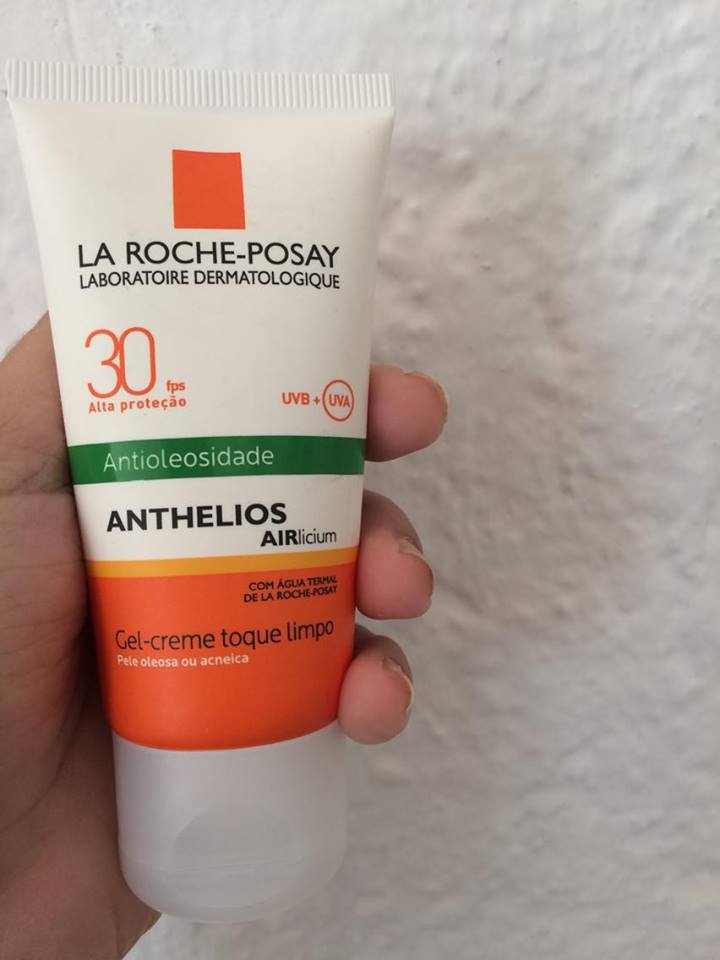 LA ROCHE-POSAY
LABORATOIRE DERMATOLOGIQUE
30 fps
Alta proteção
UVB + UVA
Antioleosidade
ANTHELIOS
AIRlicium
COM ÁGUA TERMAL
DE LA ROCHE-POSAY
Gel-creme toque limpo
Pele oleosa ou acneica